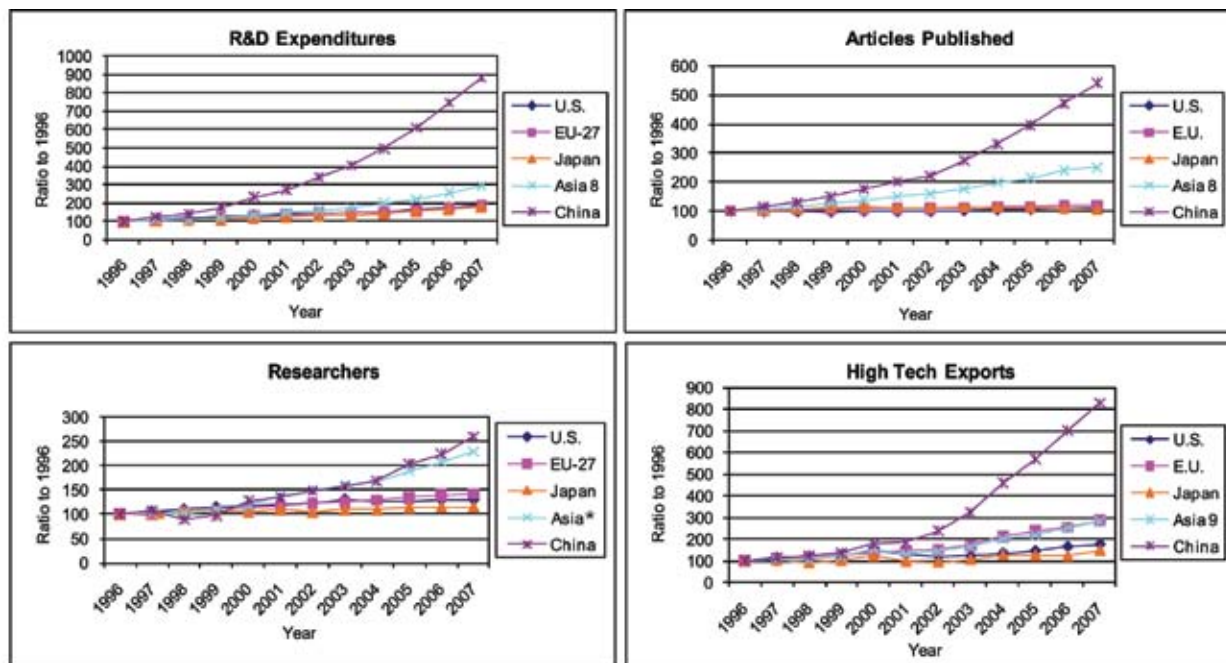 R&D Expenditures
Ratio to 1996
1000
900
800
700
600
500
400
300
200
100
0
1996
1997
1998
1999
2000
2001
2002
2003
2004
2005
2006
2007
Year
U.S.
EU-27
Japan
Asia 8
China
Articles Published
Ratio to 1996
600
500
400
300
200
100
0
1996
1997
1998
1999
2000
2001
2002
2003
2004
2005
2006
2007
Year
U.S.
E.U.
Japan
Asia 8
China
Researchers
Ratio to 1996
300
250
200
150
100
50
0
1996
1997
1998
1999
2000
2001
2002
2003
2004
2005
2006
2007
Year
U.S.
EU-27
Japan
Asia*
China
High Tech Exports
Ratio to 1996
900
800
700
600
500
400
300
200
100
0
1996
1997
1998
1999
2000
2001
2002
2003
2004
2005
2006
2007
Year
U.S.
E.U.
Japan
Asia 9
China